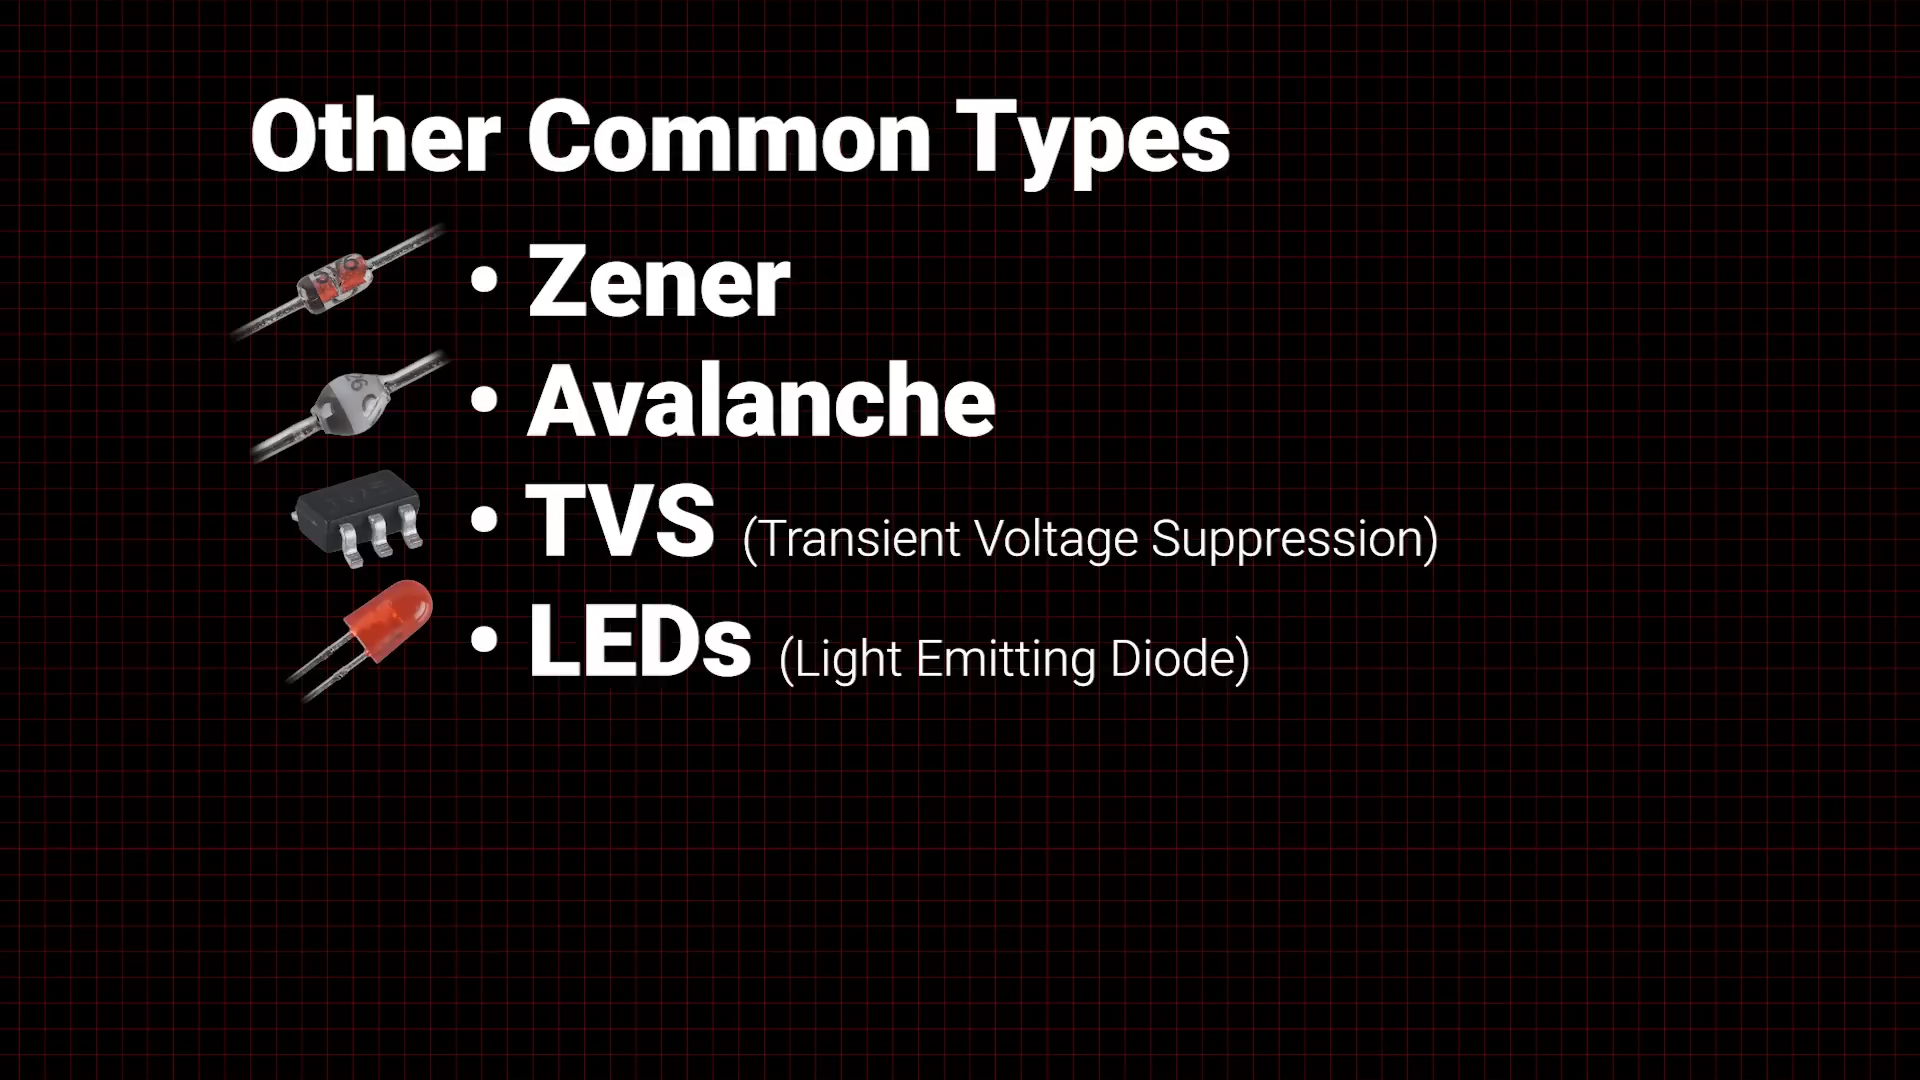 Other Common Types
• Zener
• Avalanche
• TVS (Transient Voltage Suppression)
• LEDs (Light Emitting Diode)